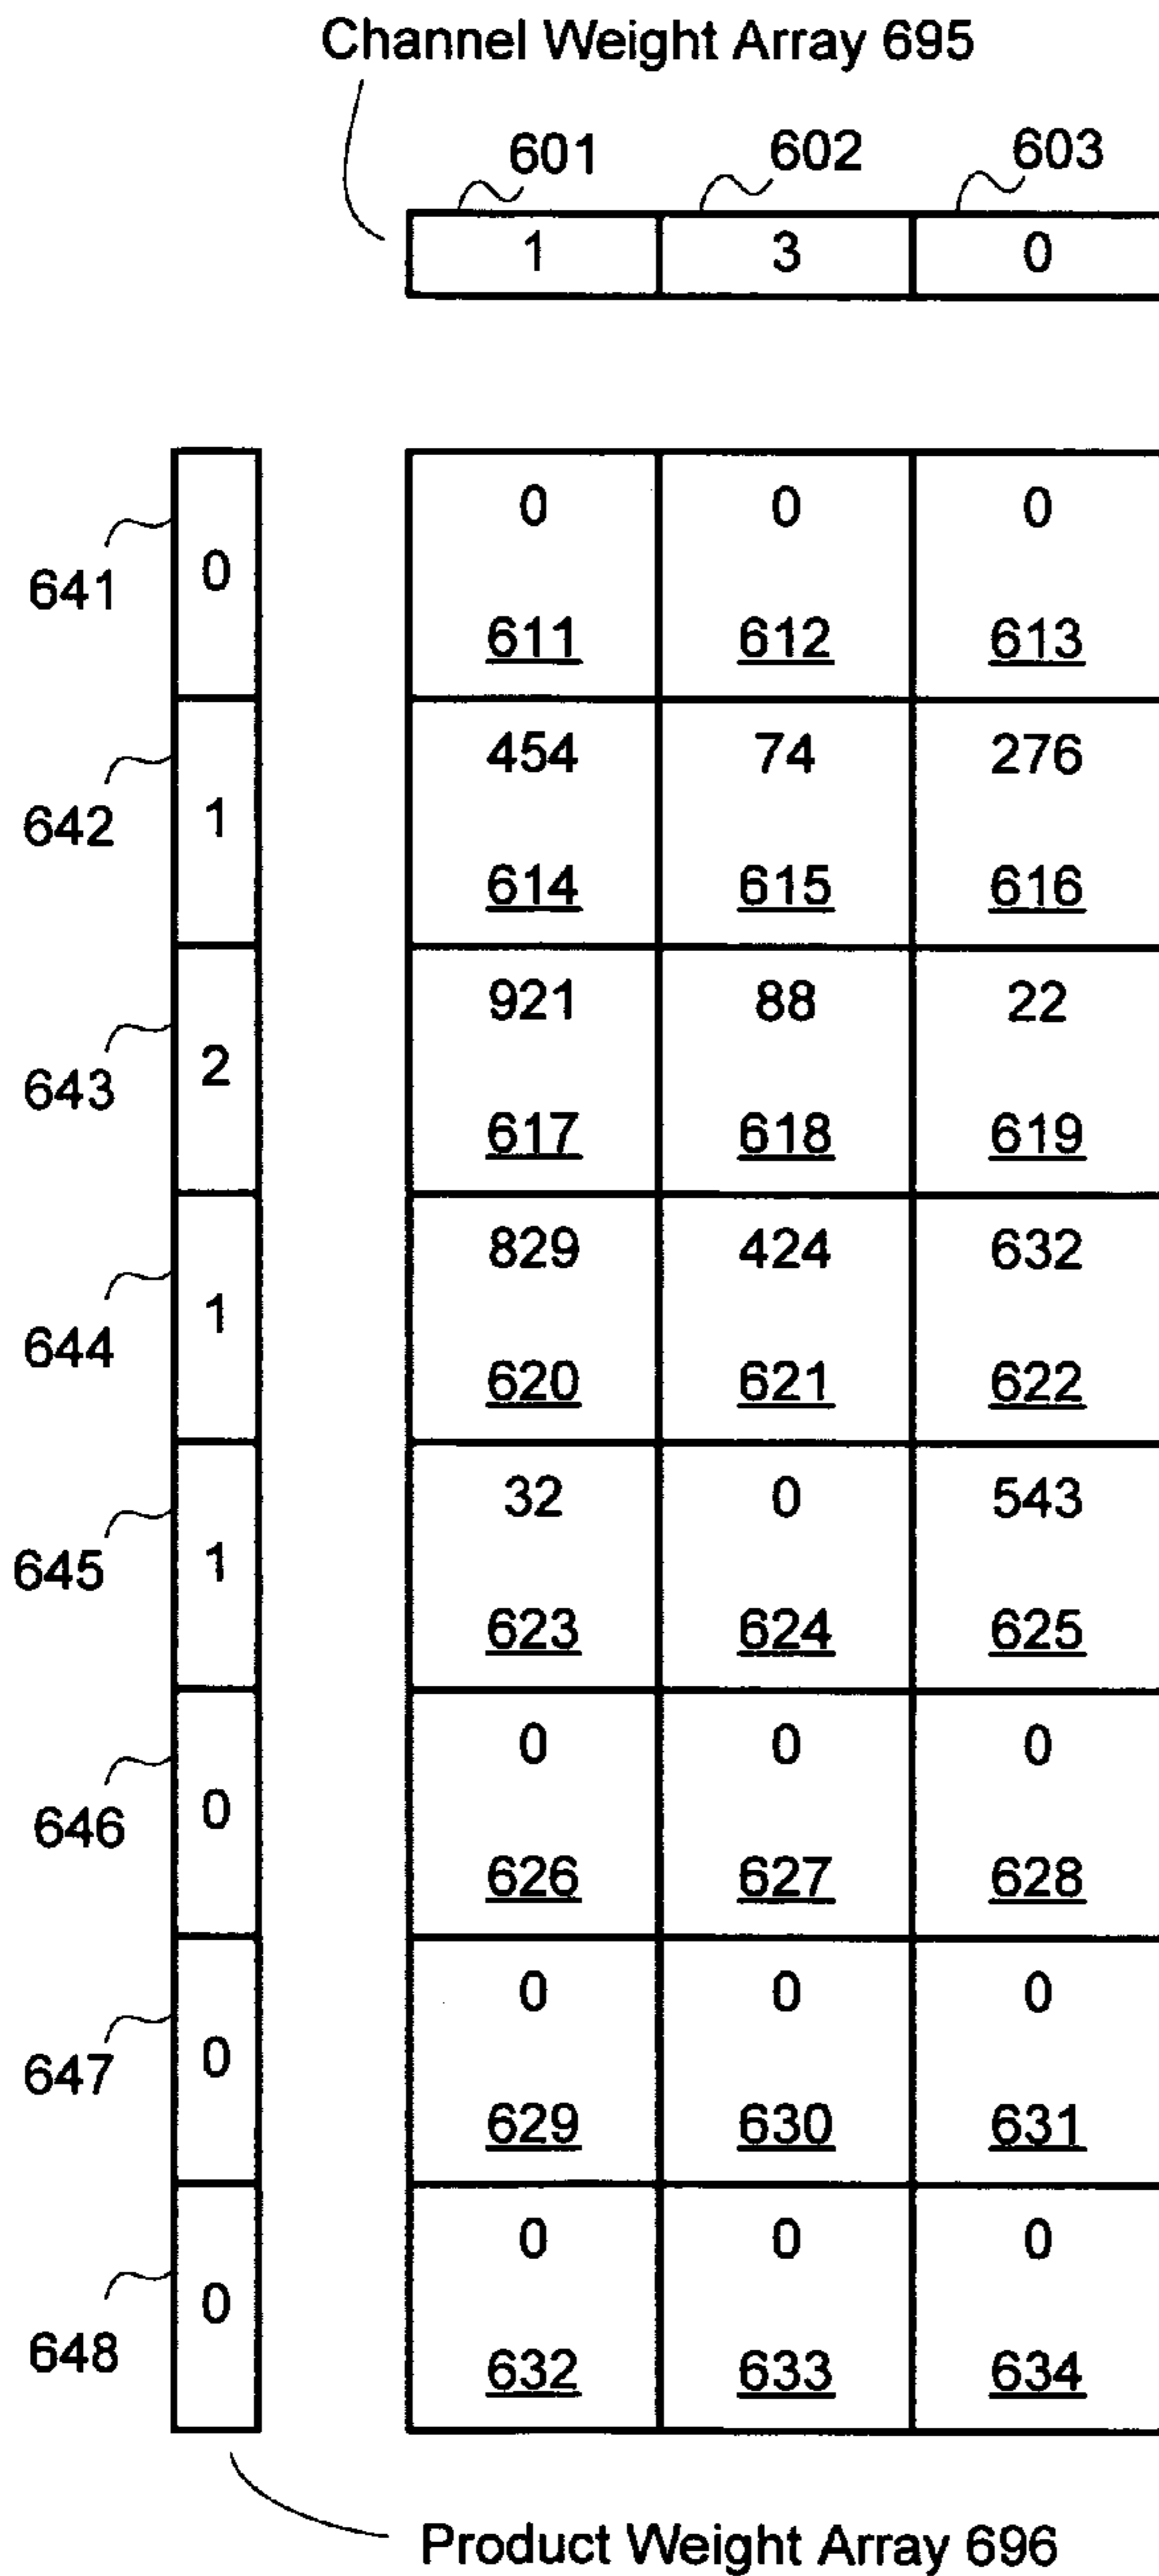 Channel Weight Array 695
601 602 603
1 3 0
0 0 0
641 0
611 612 613
454 74 276
642 1
614 615 616
921 88 22
643 2
617 618 619
829 424 632
644 1
620 621 622
32 0 543
645 1
623 624 625
0 0 0
646 0
626 627 628
0 0 0
647 0
629 630 631
0 0 0
648 0
632 633 634
Product Weight Array 696